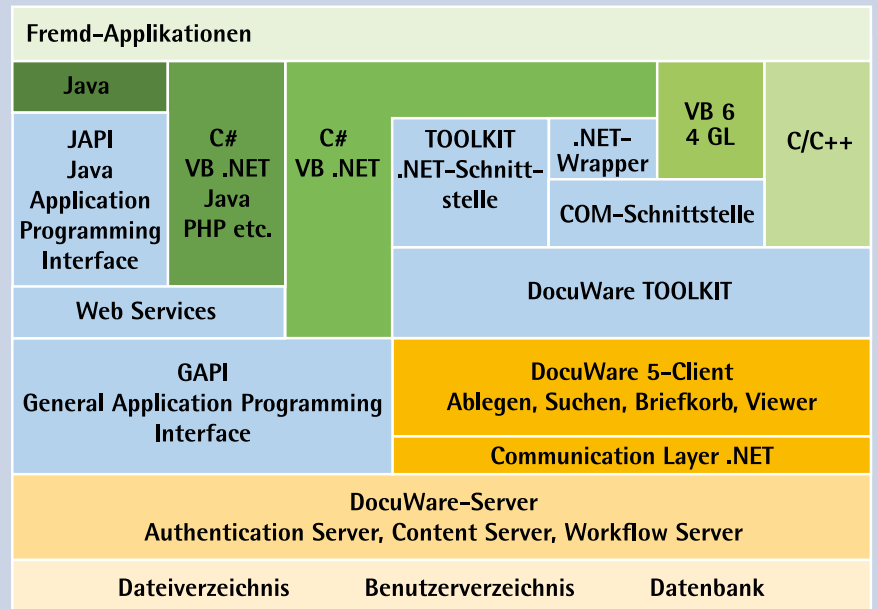 Fremd-Applikationen
Java
JAPI
Java
Application
Programming
Interface
C#
VB .NET
Java
PHP etc.
C#
VB .NET
TOOLKIT
.NET-Schnitt-
stelle
.NET-
Wrapper
VB 6
4 GL
C/C++
COM-Schnittstelle
Web Services
DocuWare TOOLKIT
GAPI
General Application Programming
Interface
DocuWare 5-Client
Ablegen, Suchen, Briefkorb, Viewer
Communication Layer .NET
DocuWare-Server
Authentication Server, Content Server, Workflow Server
Dateiverzeichnis Benutzerverzeichnis Datenbank